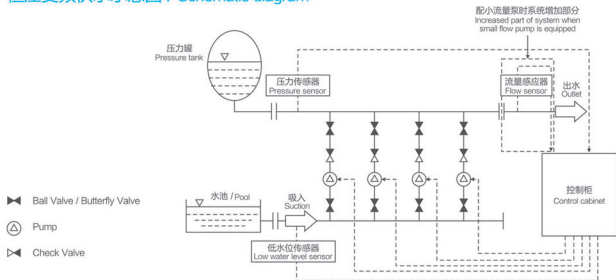 Schematic diagram
配小流量泵时系统增加部分
Increased part of system when
small flow pump is equipped
压力罐
Pressure tank
压力传感器
Pressure sensor
流量感应器
Flow sensor
出水
Outlet
水池 / Pool
吸入
Suction
控制柜
Control cabinet
低水位传感器
Low water level sensor
Ball Valve / Butterfly Valve
Pump
Check Valve